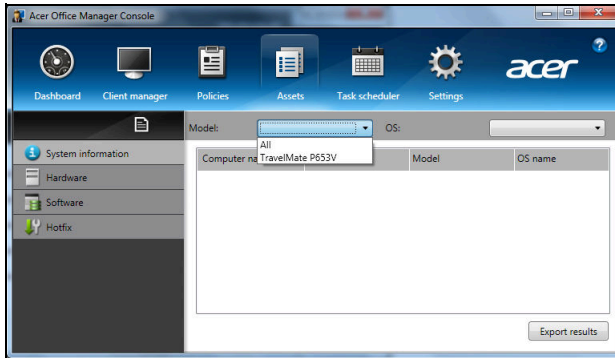 Acer Office Manager Console
?
Dashboard Client manager Policies Assets Task scheduler Settings acer
Model: OS:
All
TravelMate P653V
System information
Hardware
Software
Hotfix
Computer na Model OS name
Export results